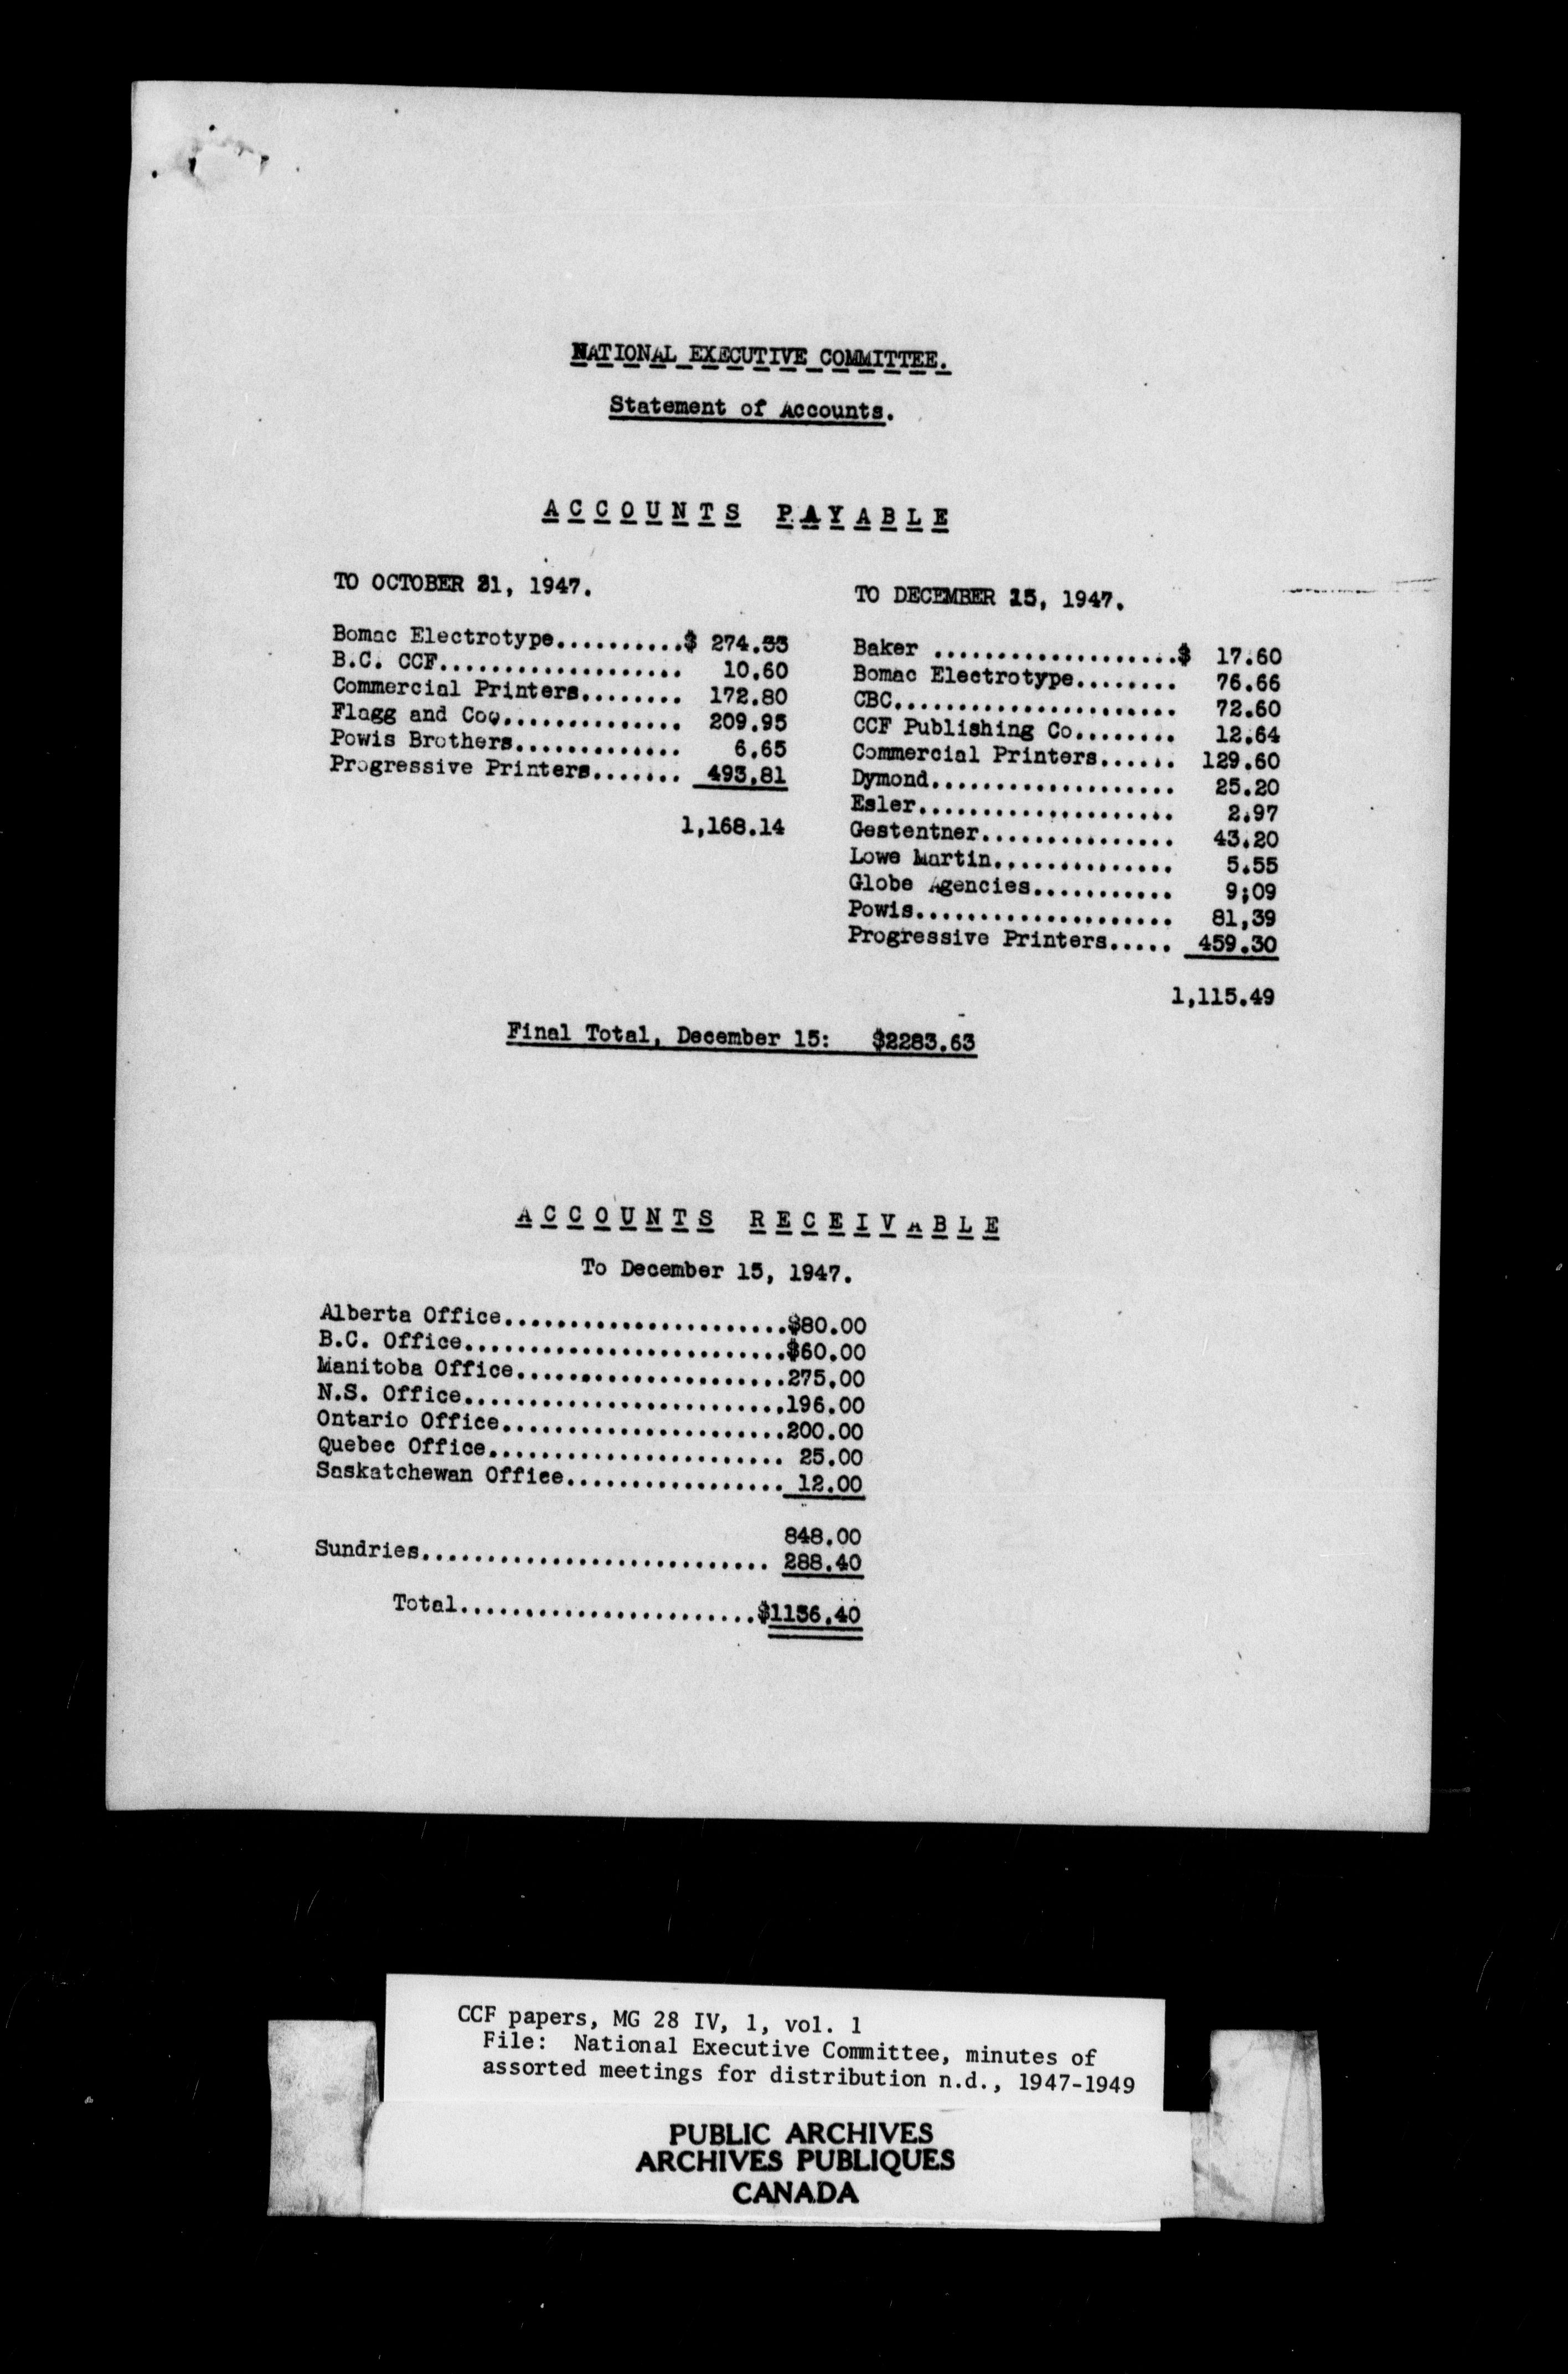 NATIONAL EXECUTIVE COMMITTEE.
Statement of Accounts.
ACCOUNTS PAYABLE
TO OCTOBER 31, 1947.
Bomac Electrotype..........$ 274.33
B.C. CCF................... 10.60
Commercial Printers........ 172.80
Flagg and Coo.............. 209.95
Powis Brothers............. 6.65
Progressive Printers....... 493.81
1,168.14
TO DECEMBER 15, 1947.
Baker ...................$ 17.60
Bomac Electrotype........ 76.66
CBC...................... 72.60
CCF Publishing Co........ 12.64
Commercial Printers...... 129.60
Dymond................... 25.20
Esler.................... 2.97
Gestentner............... 43.20
Lowe Martin.............. 5.55
Globe Agencies........... 9;09
Powis.................... 81,39
Progressive Printers..... 459.30
1,115.49
Final Total, December 15: $2283.63
ACCOUNTS RECEIVABLE
To December 15, 1947.
Alberta Office......................$80.00
B.C. Office.........................$60.00
Manitoba Office.....................275.00
N.S. Office.........................196.00
Ontario Office......................200.00
Quebec Office....................... 25.00
Saskatchewan Office................. 12.00
848.00
Sundries........................... 288.40
Total.......................$1136.40
CCF papers, MG 28 IV, 1, vol. 1
File: National Executive Committee, minutes of
assorted meetings for distribution n.d., 1947-1949
PUBLIC ARCHIVES
ARCHIVES PUBLIQUES
CANADA